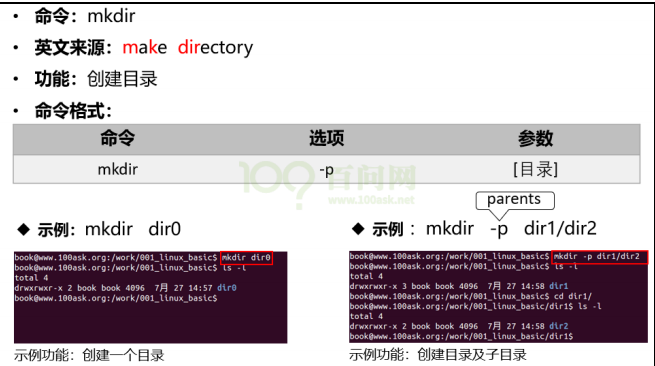 • 命令：mkdir
• 英文来源：make directory
• 功能：创建目录
• 命令格式：
命令 选项 参数
mkdir -p [目录]
100 百问网
www.100ask.net
parents
◆ 示例：mkdir dir0
book@www.100ask.org:/work/001_linux_basic$ mkdir dir0
book@www.100ask.org:/work/001_linux_basic$ ls -l
total 4
drwxrwxr-x 2 book book 4096 7月 27 14:57 dir0
book@www.100ask.org:/work/001_linux_basic$
示例功能：创建一个目录
◆ 示例：mkdir -p dir1/dir2
book@www.100ask.org:/work/001_linux_basic$ mkdir -p dir1/dir2
book@www.100ask.org:/work/001_linux_basic$ ls -l
total 4
drwxrwxr-x 3 book book 4096 7月 27 14:58 dir1
book@www.100ask.org:/work/001_linux_basic$ cd dir1/
book@www.100ask.org:/work/001_linux_basic/dir1$ ls -l
total 4
drwxrwxr-x 2 book book 4096 7月 27 14:58 dir2
book@www.100ask.org:/work/001_linux_basic/dir1$
示例功能：创建目录及子目录